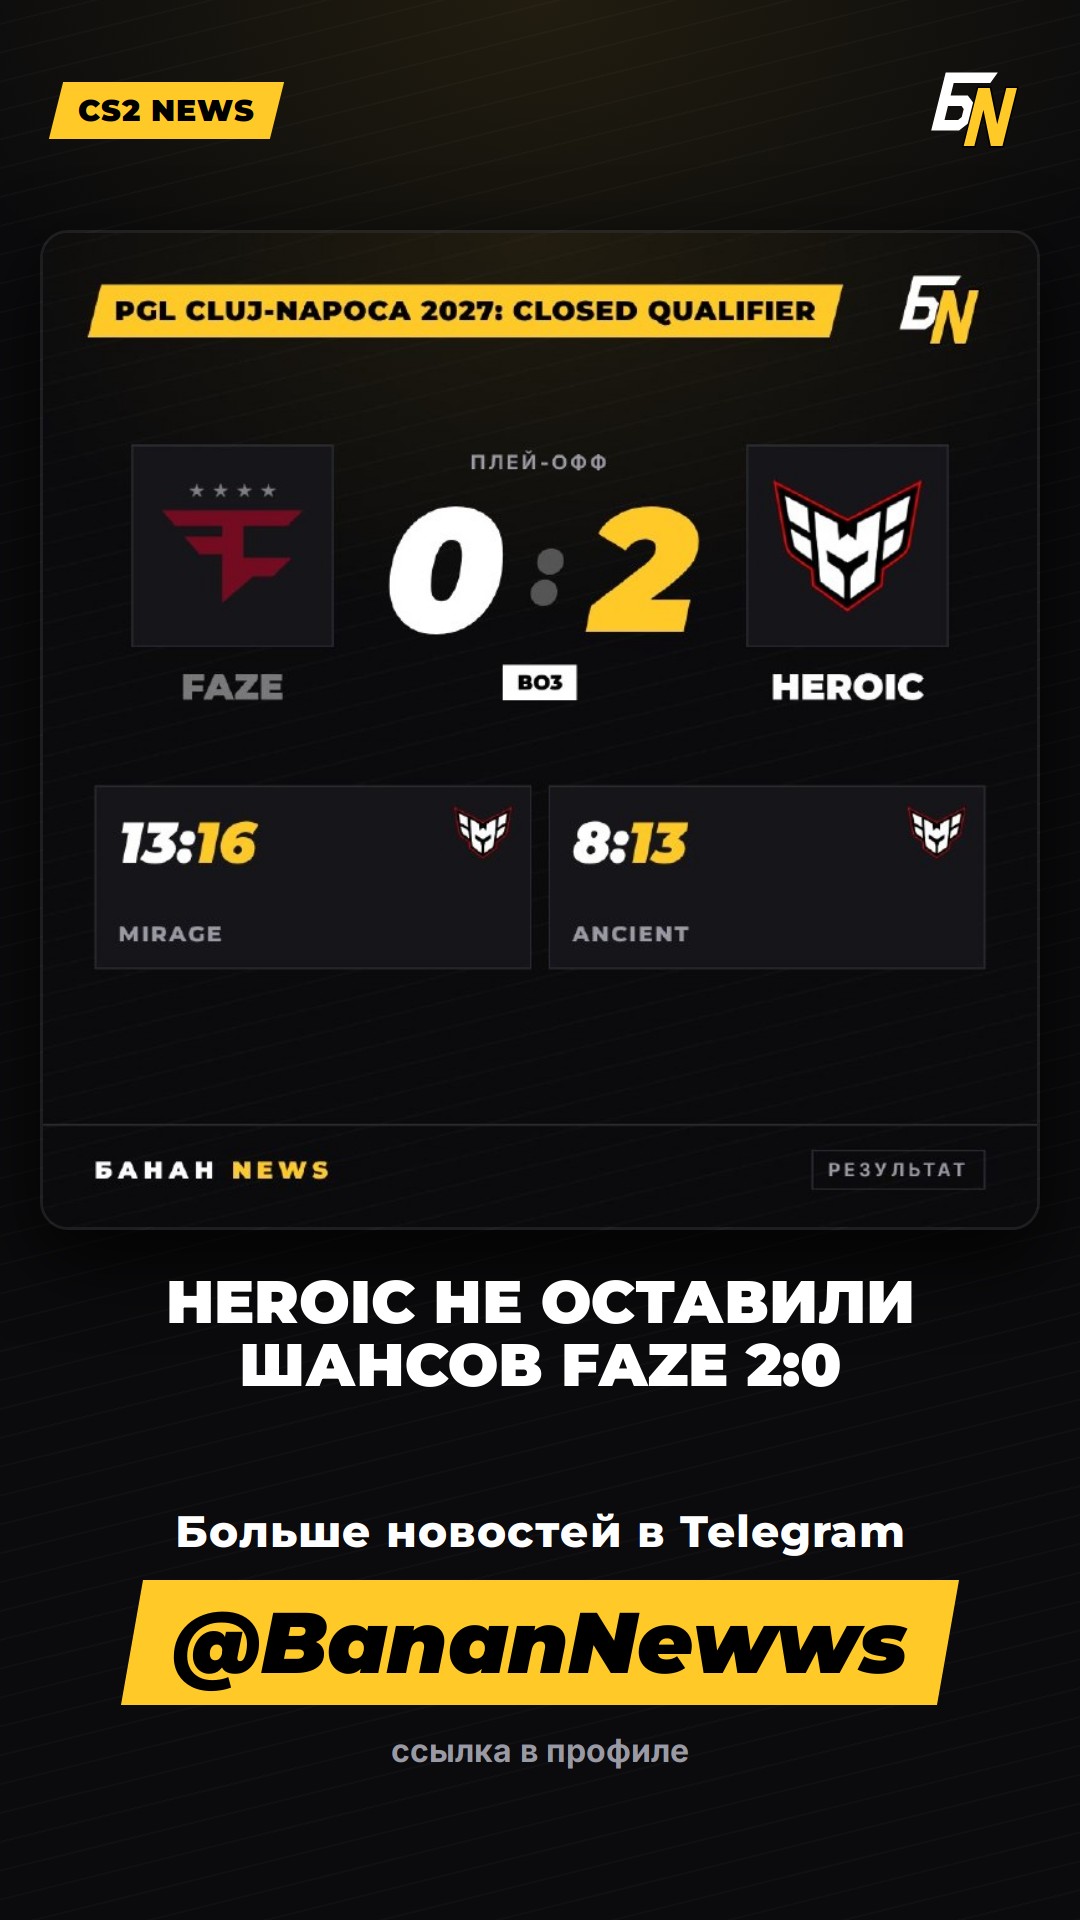 CS2 NEWS
БN
PGL CLUJ-NAPOCA 2027: CLOSED QUALIFIER
БN
ПЛЕЙ-ОФФ
0:2
FAZE
BO3
HEROIC
13:16
8:13
MIRAGE
ANCIENT
БАНАН NEWS
РЕЗУЛЬТАТ
HEROIC НЕ ОСТАВИЛИ
ШАНСОВ FAZE 2:0
Больше новостей в Telegram
@BananNewws
ссылка в профиле